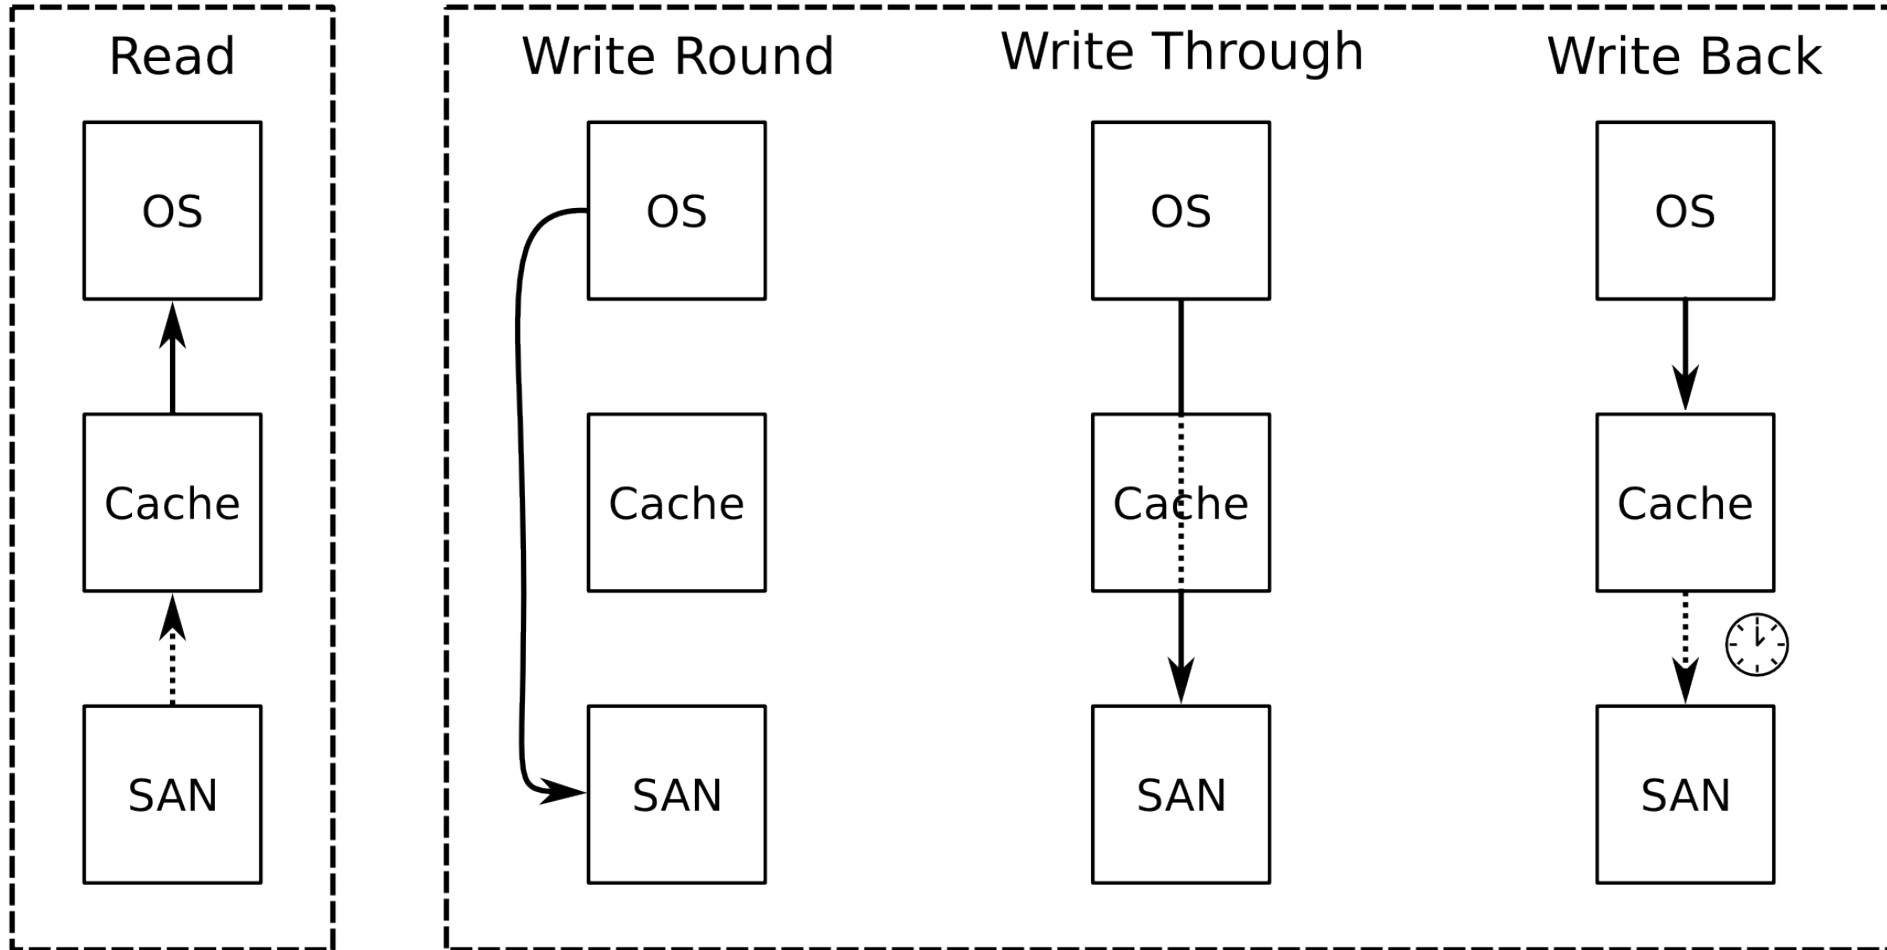 Read
OS
Cache
SAN
Write Round
OS
Cache
SAN
Write Through
OS
Cache
SAN
Write Back
OS
Cache
SAN